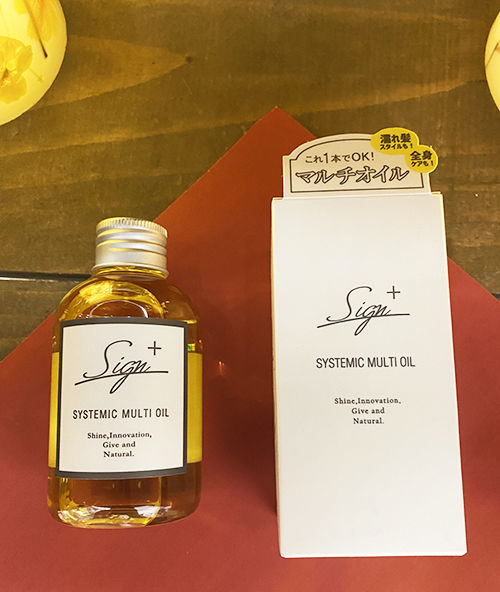 濡れ髪
スタイルも!
全身
ケアも!
これ1本でOK!
マルチオイル
Sign+
SYSTEMIC MULTI OIL
Shine,Innovation,
Give and
Natural.
Sign+
SYSTEMIC MULTI OIL
Shine,Innovation,
Give and
Natural.